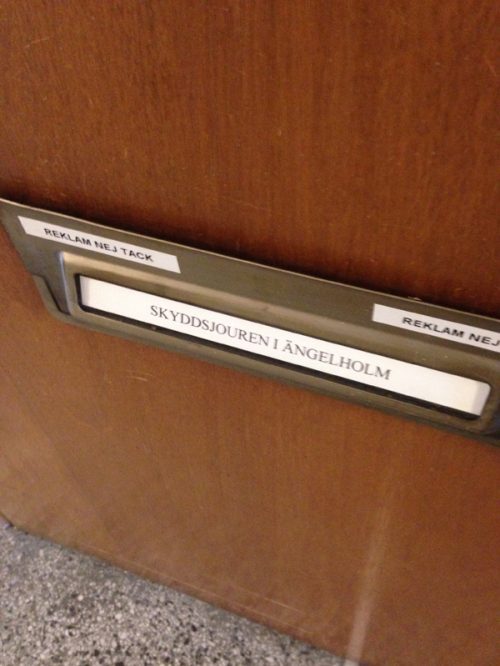 REKLAM NEJ TACK
SKYDDSJOUREN I ÄNGELHOLM
REKLAM NEJ